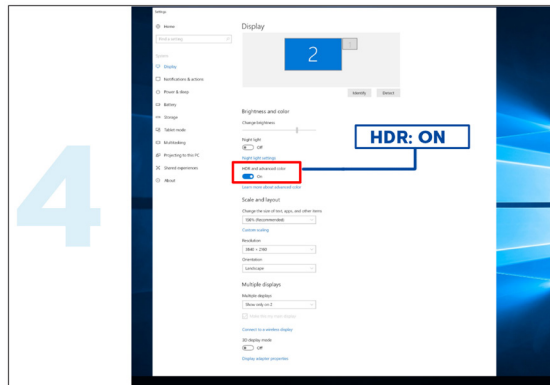 4
Settings
Home
Find a setting
System
Display
Notifications & actions
Power & sleep
Battery
Storage
Tablet mode
Multitasking
Projecting to this PC
Shared experiences
About
Display
2
1
Identify
Detect
Brightness and color
Change brightness
Night light
Off
Night light settings
HDR and advanced color
On
Learn more about advanced color
HDR: ON
Scale and layout
Change the size of text, apps, and other items
Custom scaling
Resolution
Orientation
Landscape
Multiple displays
Multiple displays
Show only on 2
Connect to a wireless display
3D display mode
Off
Display adapter properties